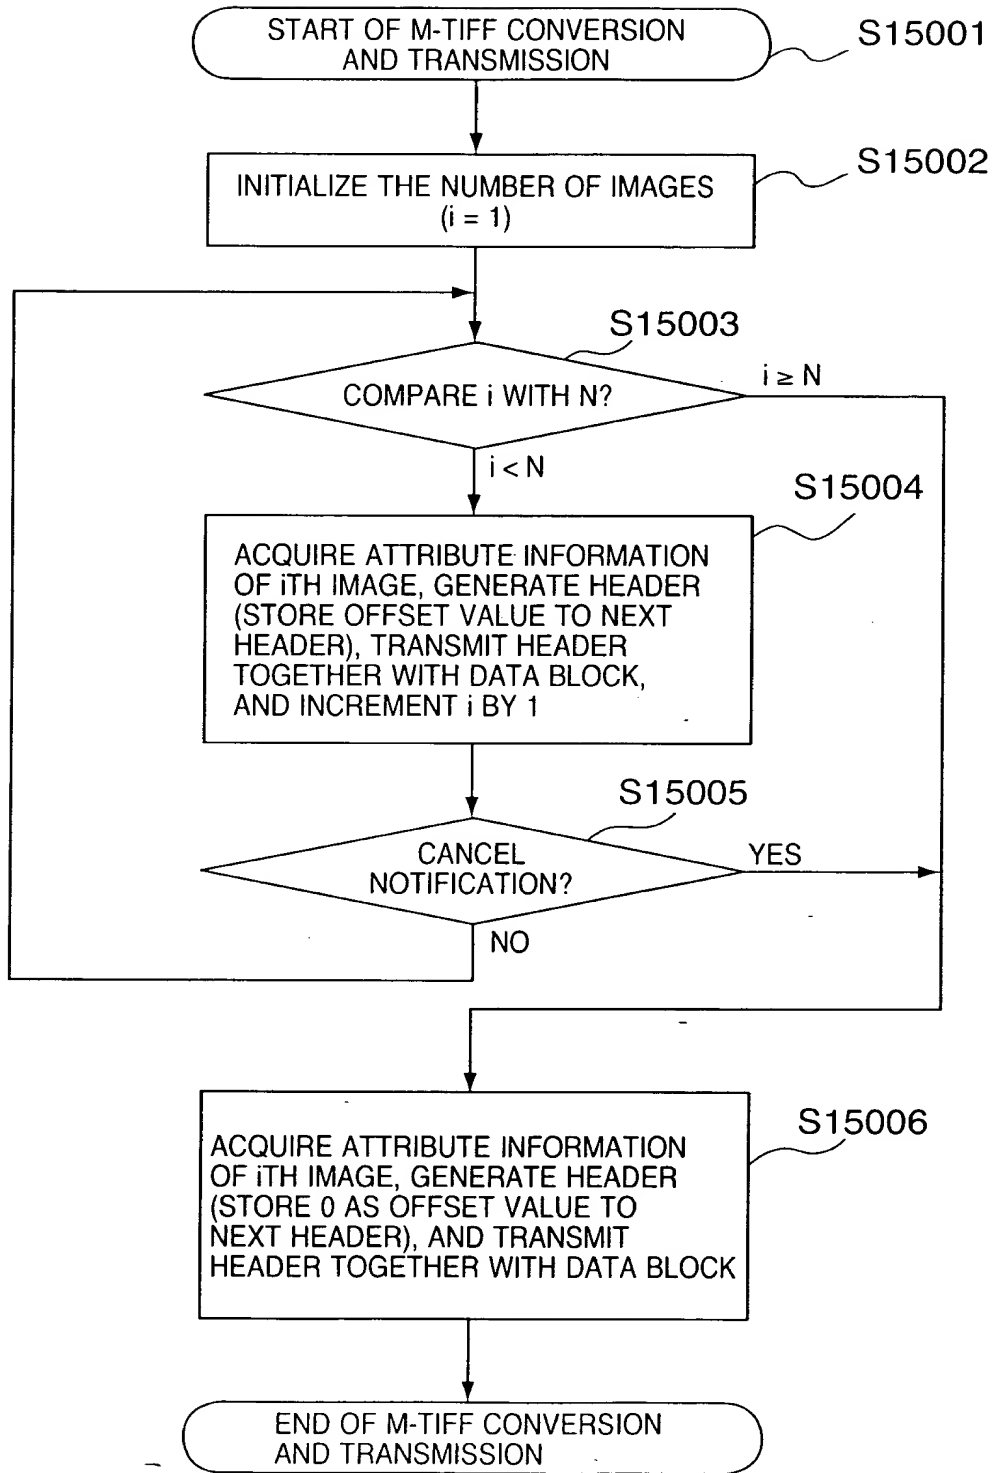 START OF M-TIFF CONVERSION
AND TRANSMISSION
S15001
INITIALIZE THE NUMBER OF IMAGES
(i = 1)
S15002
S15003
COMPARE i WITH N?
i ≥ N
i < N
S15004
ACQUIRE ATTRIBUTE INFORMATION
OF iTH IMAGE, GENERATE HEADER
(STORE OFFSET VALUE TO NEXT
HEADER), TRANSMIT HEADER
TOGETHER WITH DATA BLOCK,
AND INCREMENT i BY 1
S15005
CANCEL
NOTIFICATION?
YES
NO
S15006
ACQUIRE ATTRIBUTE INFORMATION
OF iTH IMAGE, GENERATE HEADER
(STORE 0 AS OFFSET VALUE TO
NEXT HEADER), AND TRANSMIT
HEADER TOGETHER WITH DATA BLOCK
END OF M-TIFF CONVERSION
AND TRANSMISSION